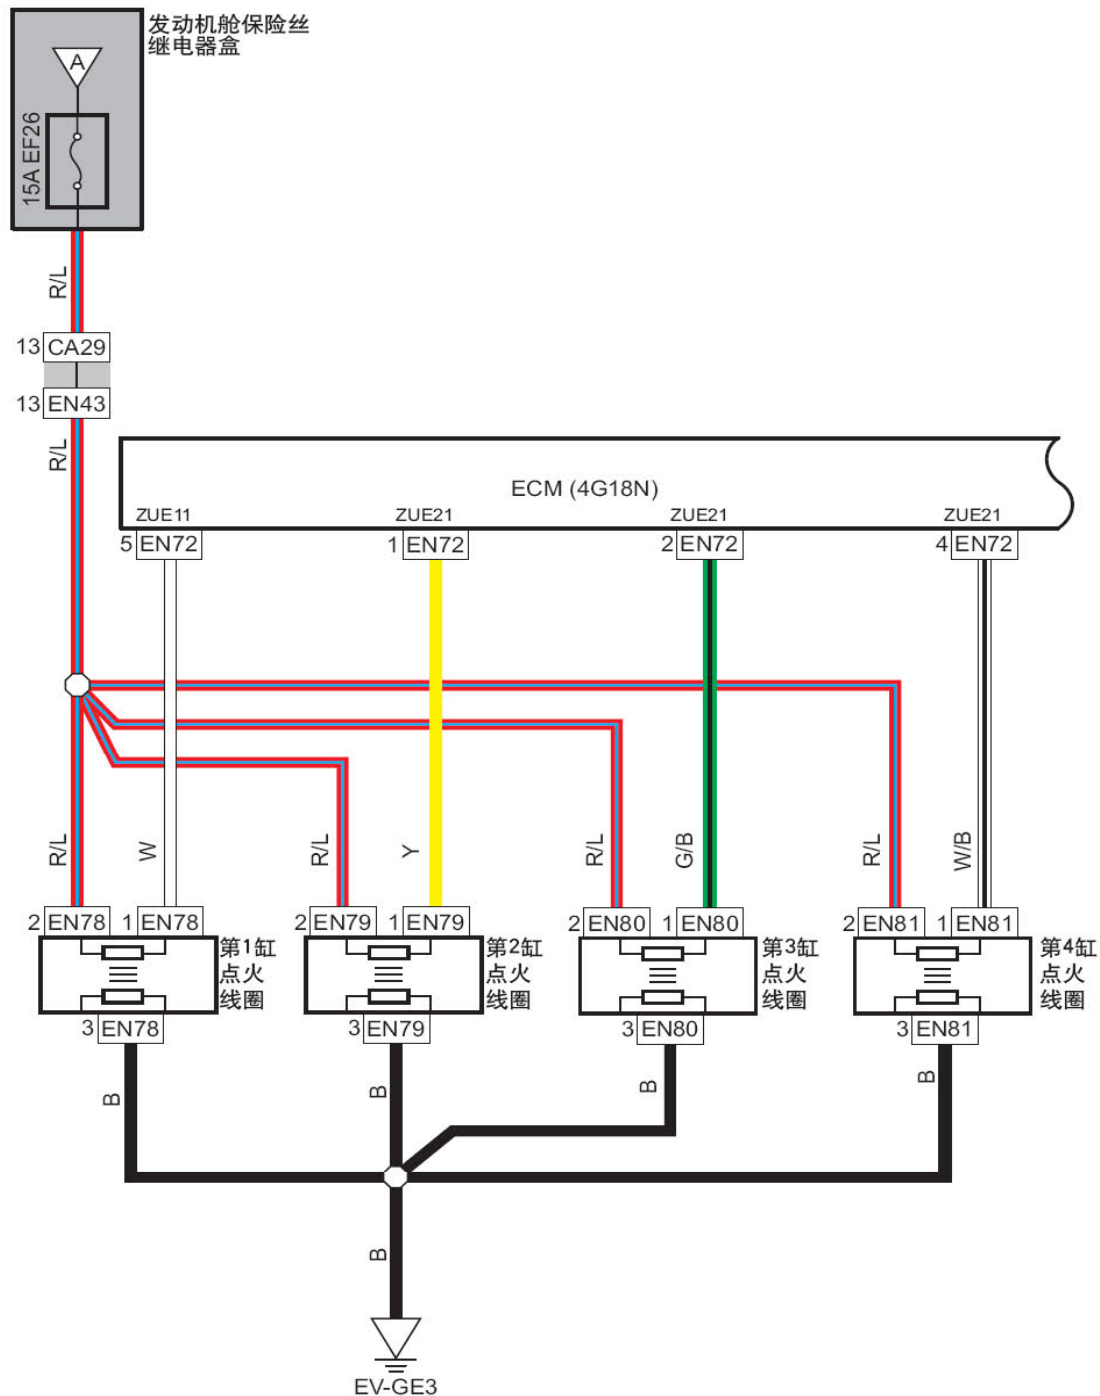 发动机舱保险丝
继电器盒
A
15A EF26
R/L
13 CA29
13 EN43
R/L
ECM (4G18N)
ZUE11 ZUE21 ZUE21 ZUE21
5 EN72 1 EN72 2 EN72 4 EN72
R/L W R/L Y R/L G/B R/L W/B
2 EN78 1 EN78 2 EN79 1 EN79 2 EN80 1 EN80 2 EN81 1 EN81
第1缸
点火
线圈
第2缸
点火
线圈
第3缸
点火
线圈
第4缸
点火
线圈
3 EN78 3 EN79 3 EN80 3 EN81
B B B B
B
EV-GE3